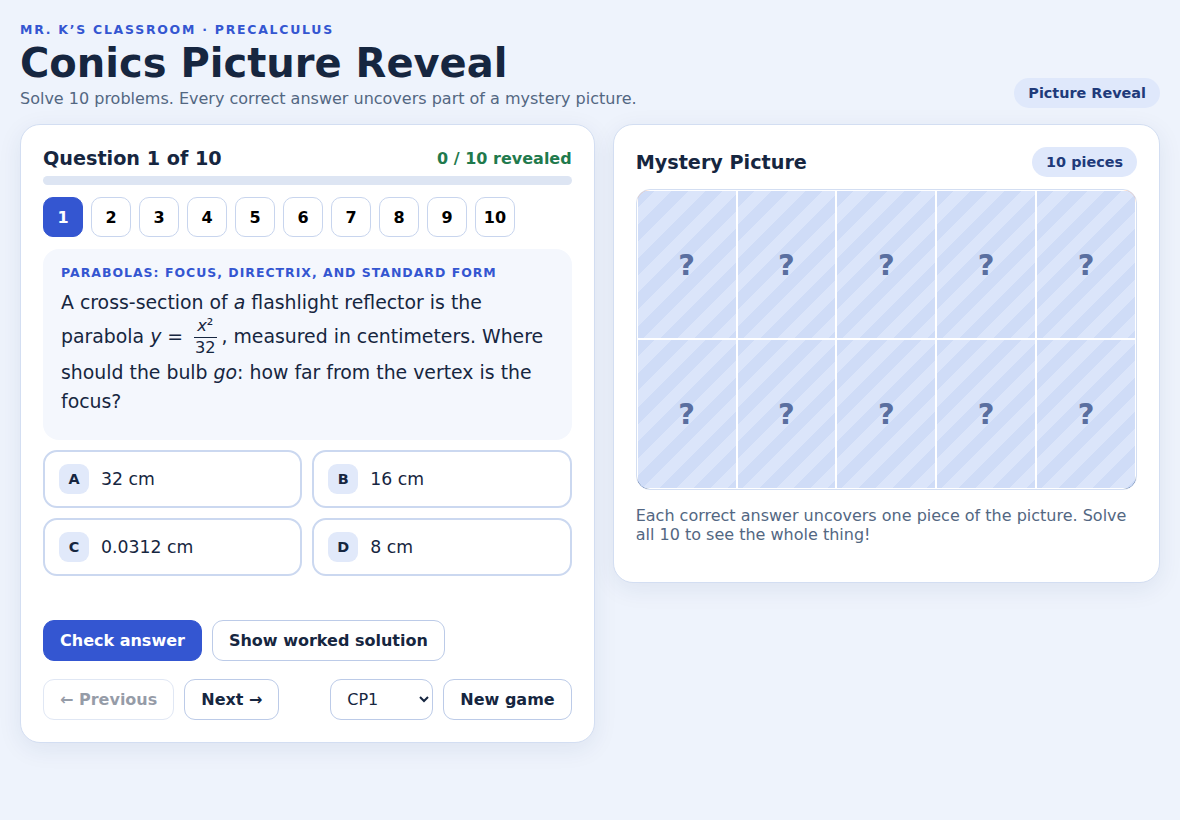 MR. K’S CLASSROOM · PRECALCULUS
Conics Picture Reveal
Solve 10 problems. Every correct answer uncovers part of a mystery picture.
Picture Reveal
Question 1 of 10
0 / 10 revealed
1 2 3 4 5 6 7 8 9 10
PARABOLAS: FOCUS, DIRECTRIX, AND STANDARD FORM
A cross-section of a flashlight reflector is the
parabola y = x²/32, measured in centimeters. Where
should the bulb go: how far from the vertex is the
focus?
A 32 cm
B 16 cm
C 0.0312 cm
D 8 cm
Check answer
Show worked solution
← Previous
Next →
CP1
New game
Mystery Picture
10 pieces
? ? ? ? ?
? ? ? ? ?
Each correct answer uncovers one piece of the picture. Solve
all 10 to see the whole thing!